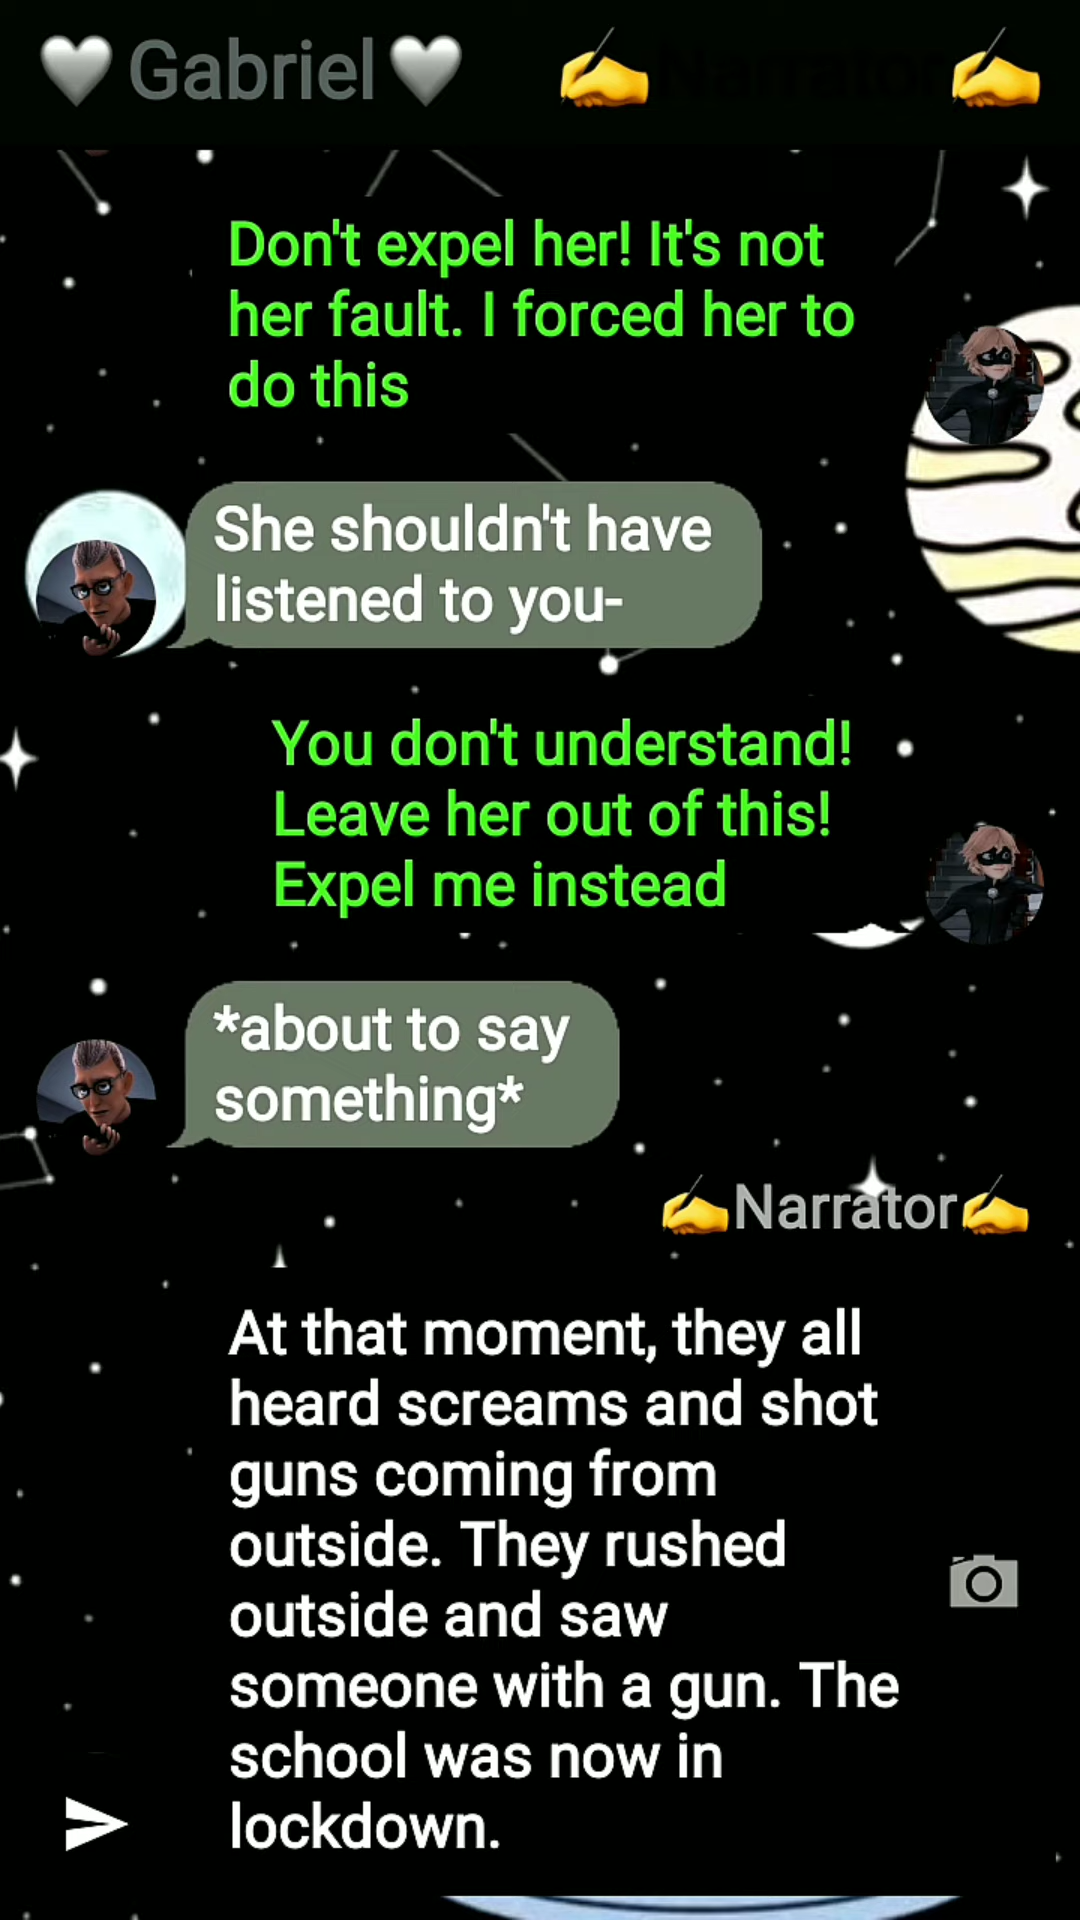 🤍Gabriel🤍 ✍Narrator✍
Don't expel her! It's not
her fault. I forced her to
do this
She shouldn't have
listened to you-
You don't understand!
Leave her out of this!
Expel me instead
*about to say
something*
✍Narrator✍
At that moment, they all
heard screams and shot
guns coming from
outside. They rushed
outside and saw
someone with a gun. The
school was now in
lockdown.